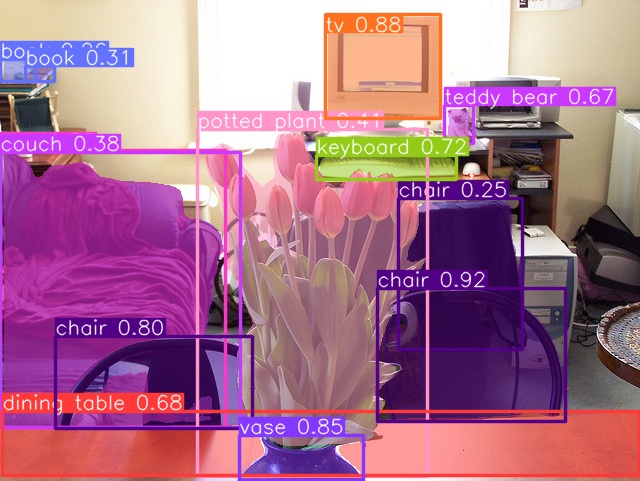 tv 0.88
book 0.31
teddy bear 0.67
potted plant 0.41
couch 0.38
keyboard 0.72
chair 0.25
chair 0.92
chair 0.80
dining table 0.68
vase 0.85